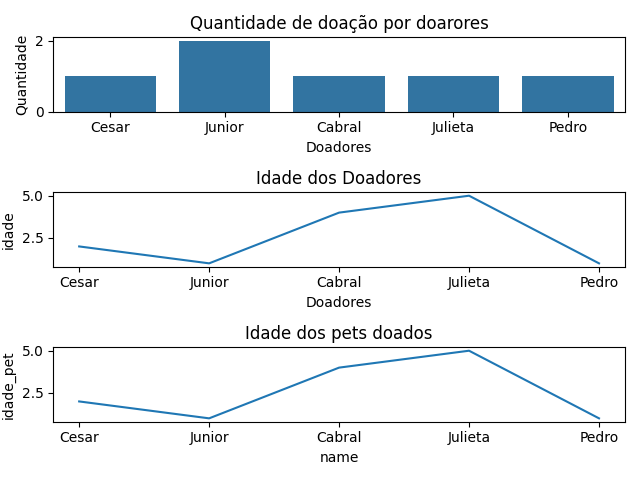 Quantidade de doação por doarores
Quantidade
2
0
Cesar Junior Cabral Julieta Pedro
Doadores
Idade dos Doadores
idade
5.0
2.5
Cesar Junior Cabral Julieta Pedro
Doadores
Idade dos pets doados
idade_pet
5.0
2.5
Cesar Junior Cabral Julieta Pedro
name